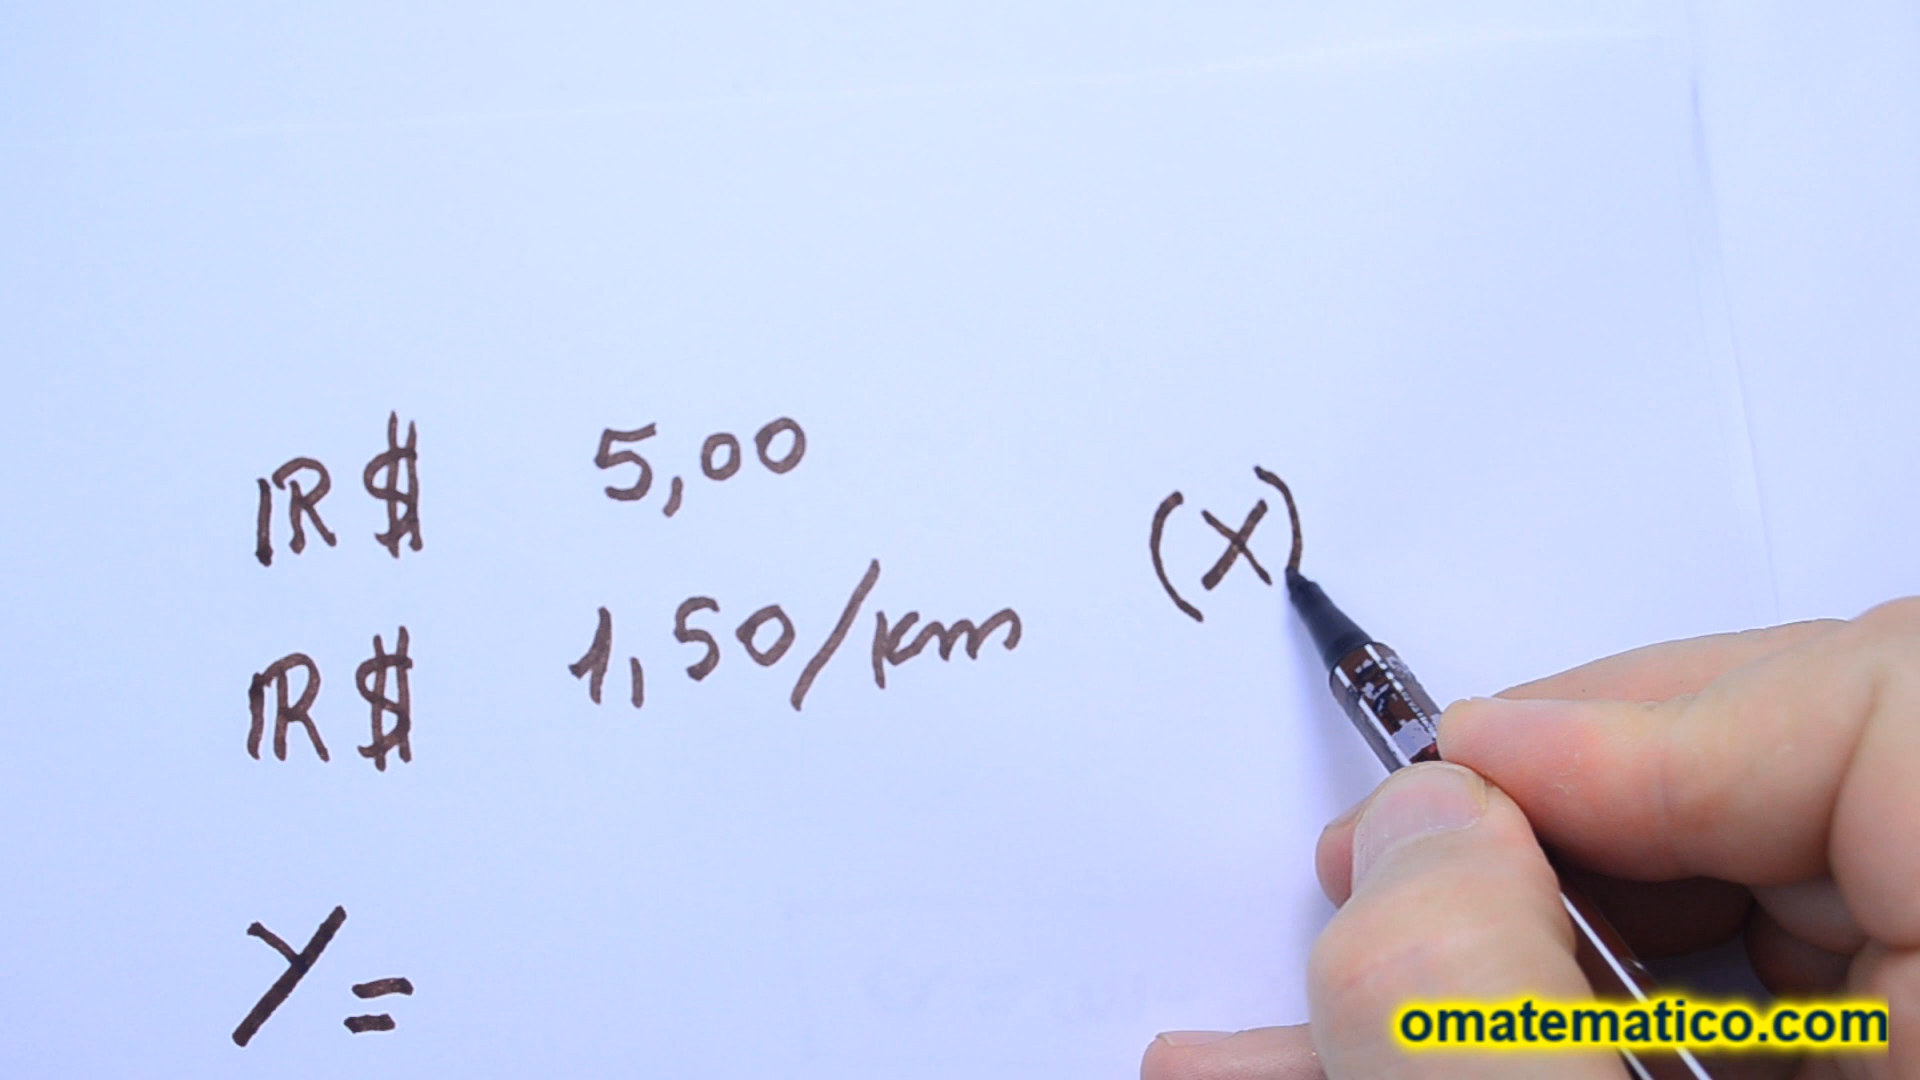 R$ 5,00
(X)
R$ 1,50/km
Y=
omatematico.com